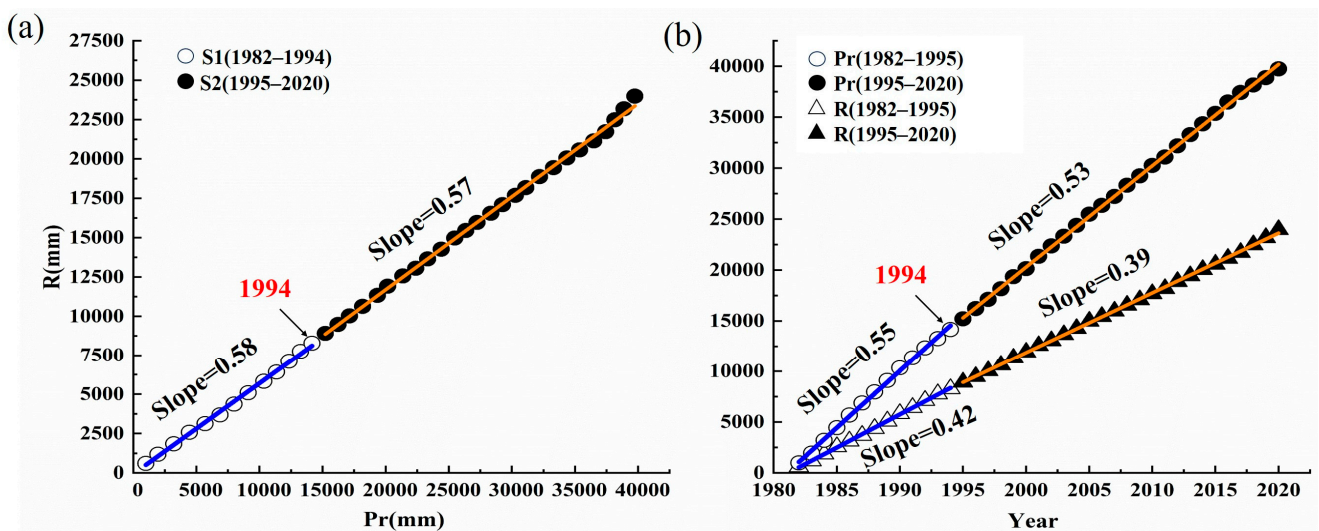 (a)
S1(1982–1994)
S2(1995–2020)
27500
25000
22500
20000
17500
15000
12500
10000
7500
5000
2500
0
R(mm)
Slope=0.57
1994
Slope=0.58
0 5000 10000 15000 20000 25000 30000 35000 40000
Pr(mm)
(b)
Pr(1982–1995)
Pr(1995–2020)
R(1982–1995)
R(1995–2020)
40000
35000
30000
25000
20000
15000
10000
5000
0
Slope=0.53
1994
Slope=0.39
Slope=0.55
Slope=0.42
1980 1985 1990 1995 2000 2005 2010 2015 2020
Year